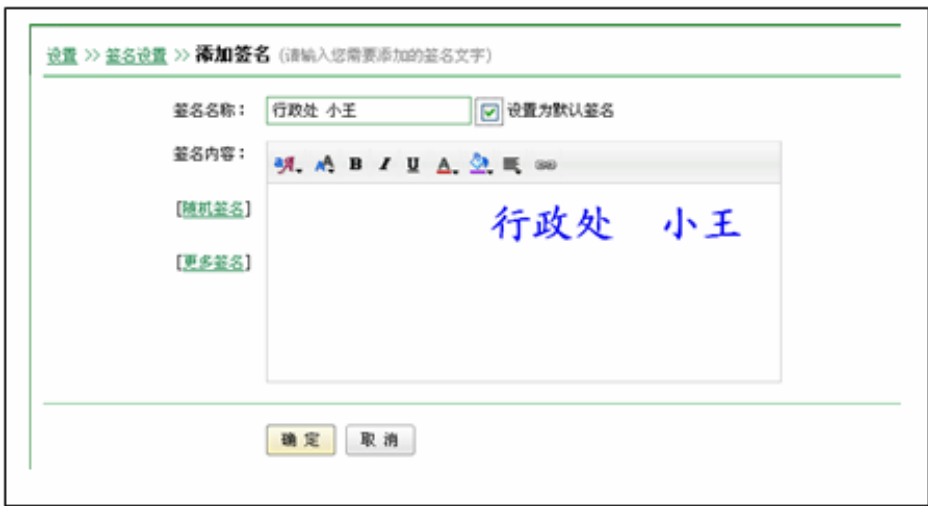 设置 >> 签名设置 >> 添加签名 (请输入您需要添加的签名文字)
签名名称： 行政处 小王 设置为默认签名
签名内容：
B I U A
[随机签名]
行政处 小王
[更多签名]
确 定 取 消